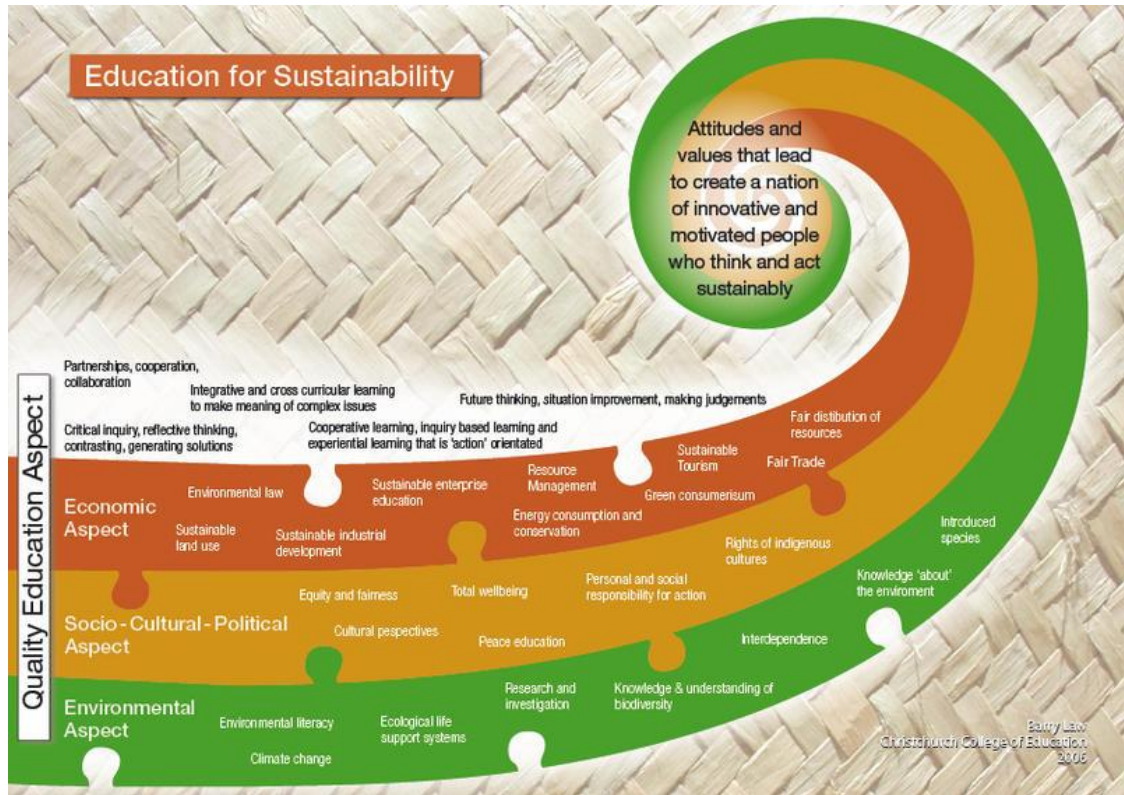 Education for Sustainability
Attitudes and
values that lead
to create a nation
of innovative and
motivated people
who think and act
sustainably
Quality Education Aspect
Partnerships, cooperation,
collaboration
Integrative and cross curricular learning
to make meaning of complex issues
Future thinking, situation improvement, making judgements
Critical inquiry, reflective thinking,
contrasting, generating solutions
Cooperative learning, inquiry based learning and
experiential learning that is 'action' orientated
Economic
Aspect
Environmental law
Sustainable
land use
Sustainable industrial
development
Sustainable enterprise
education
Resource
Management
Energy consumption and
conservation
Sustainable
Tourism
Green consumerisum
Fair distibution of
resources
Fair Trade
Socio-Cultural-Political
Aspect
Equity and fairness
Cultural pespectives
Total wellbeing
Peace education
Personal and social
responsibility for action
Rights of indigenous
cultures
Environmental
Aspect
Environmental literacy
Climate change
Ecological life
support systems
Research and
investigation
Knowledge & understanding of
biodiversity
Interdependence
Knowledge 'about'
the enviroment
Introduced
species
Barry Law
Christchurch College of Education
2006